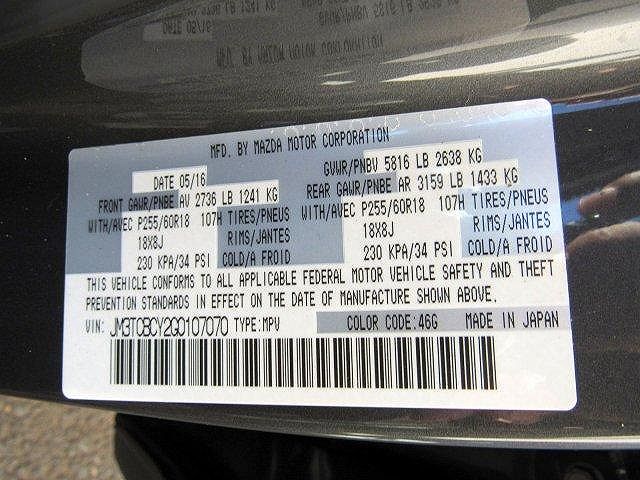 MFD. BY MAZDA MOTOR CORPORATION
DATE 05/16 GVWR/PNBV 5816 LB 2638 KG
FRONT GAWR/PNBE AV 2736 LB 1241 KG REAR GAWR/PNBE AR 3159 LB 1433 KG
WITH/AVEC P255/60R18 107H TIRES/PNEUS WITH/AVEC P255/60R18 107H TIRES/PNEUS
18X8J RIMS/JANTES 18X8J RIMS/JANTES
230 KPA/34 PSI COLD/A FROID 230 KPA/34 PSI COLD/A FROID
THIS VEHICLE CONFORMS TO ALL APPLICABLE FEDERAL MOTOR VEHICLE SAFETY AND THEFT
PREVENTION STANDARDS IN EFFECT ON THE DATE OF MANUFACTURE SHOWN ABOVE.
VIN: JM3TCBCY2G0107070 TYPE:MPV COLOR CODE:46G MADE IN JAPAN